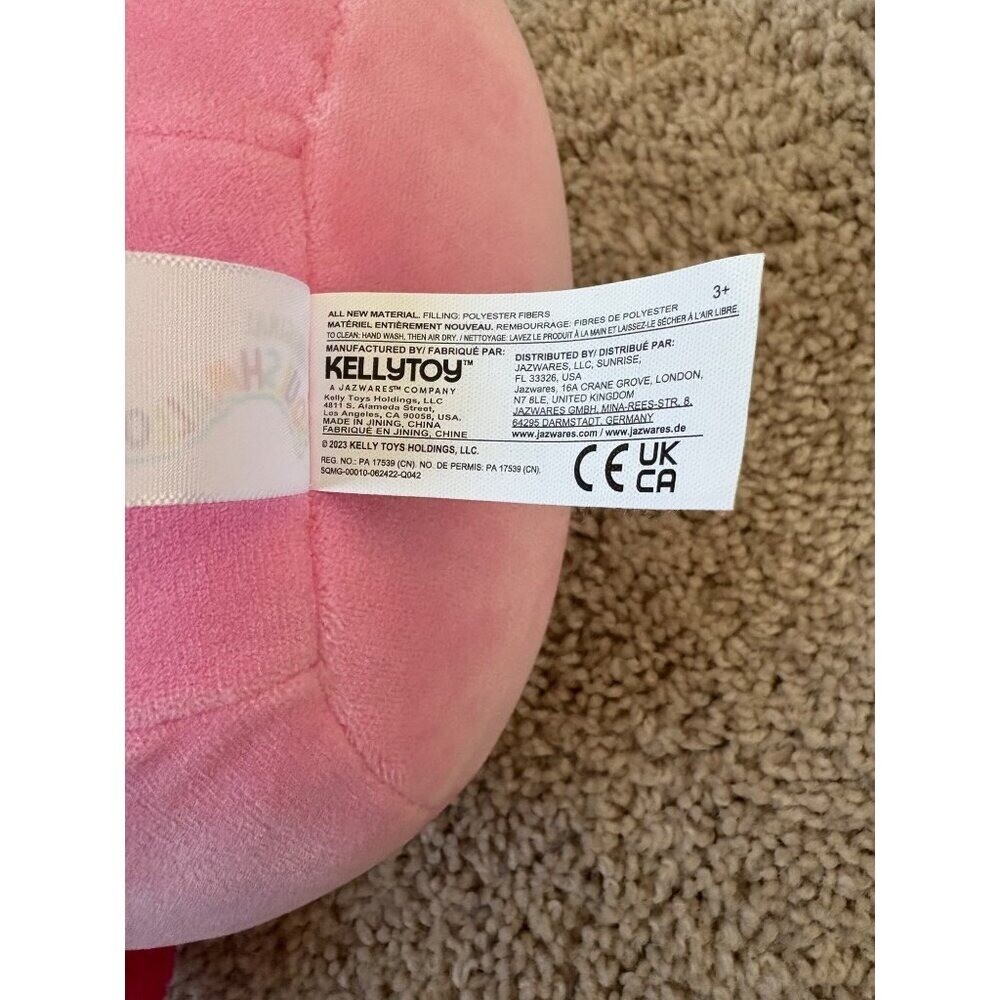 3+
ALL NEW MATERIAL. FILLING: POLYESTER FIBERS
MATÉRIEL ENTIÈREMENT NOUVEAU. REMBOURRAGE: FIBRES DE POLYESTER
TO CLEAN: HAND WASH, THEN AIR DRY. / NETTOYAGE: LAVEZ LE PRODUIT À LA MAIN ET LAISSEZ-LE SÉCHER À L'AIR LIBRE.
MANUFACTURED BY/ FABRIQUÉ PAR:
KELLYTOY™
A JAZWARES™ COMPANY
Kelly Toys Holdings, LLC
4811 S. Alameda Street,
Los Angeles, CA 90058, USA.
MADE IN JINING, CHINA
FABRIQUÉ EN JINING, CHINE
DISTRIBUTED BY/ DISTRIBUÉ PAR:
JAZWARES, LLC, SUNRISE,
FL 33326, USA
Jazwares, 16A CRANE GROVE, LONDON,
N7 8LE, UNITED KINGDOM
JAZWARES GMBH, MINA-REES-STR. 8,
64295 DARMSTADT, GERMANY
www.jazwares.com / www.jazwares.de
© 2023 KELLY TOYS HOLDINGS, LLC.
REG. NO.: PA 17539 (CN). NO. DE PERMIS: PA 17539 (CN).
SQMG-00010-062422-Q042
CE UK
CA